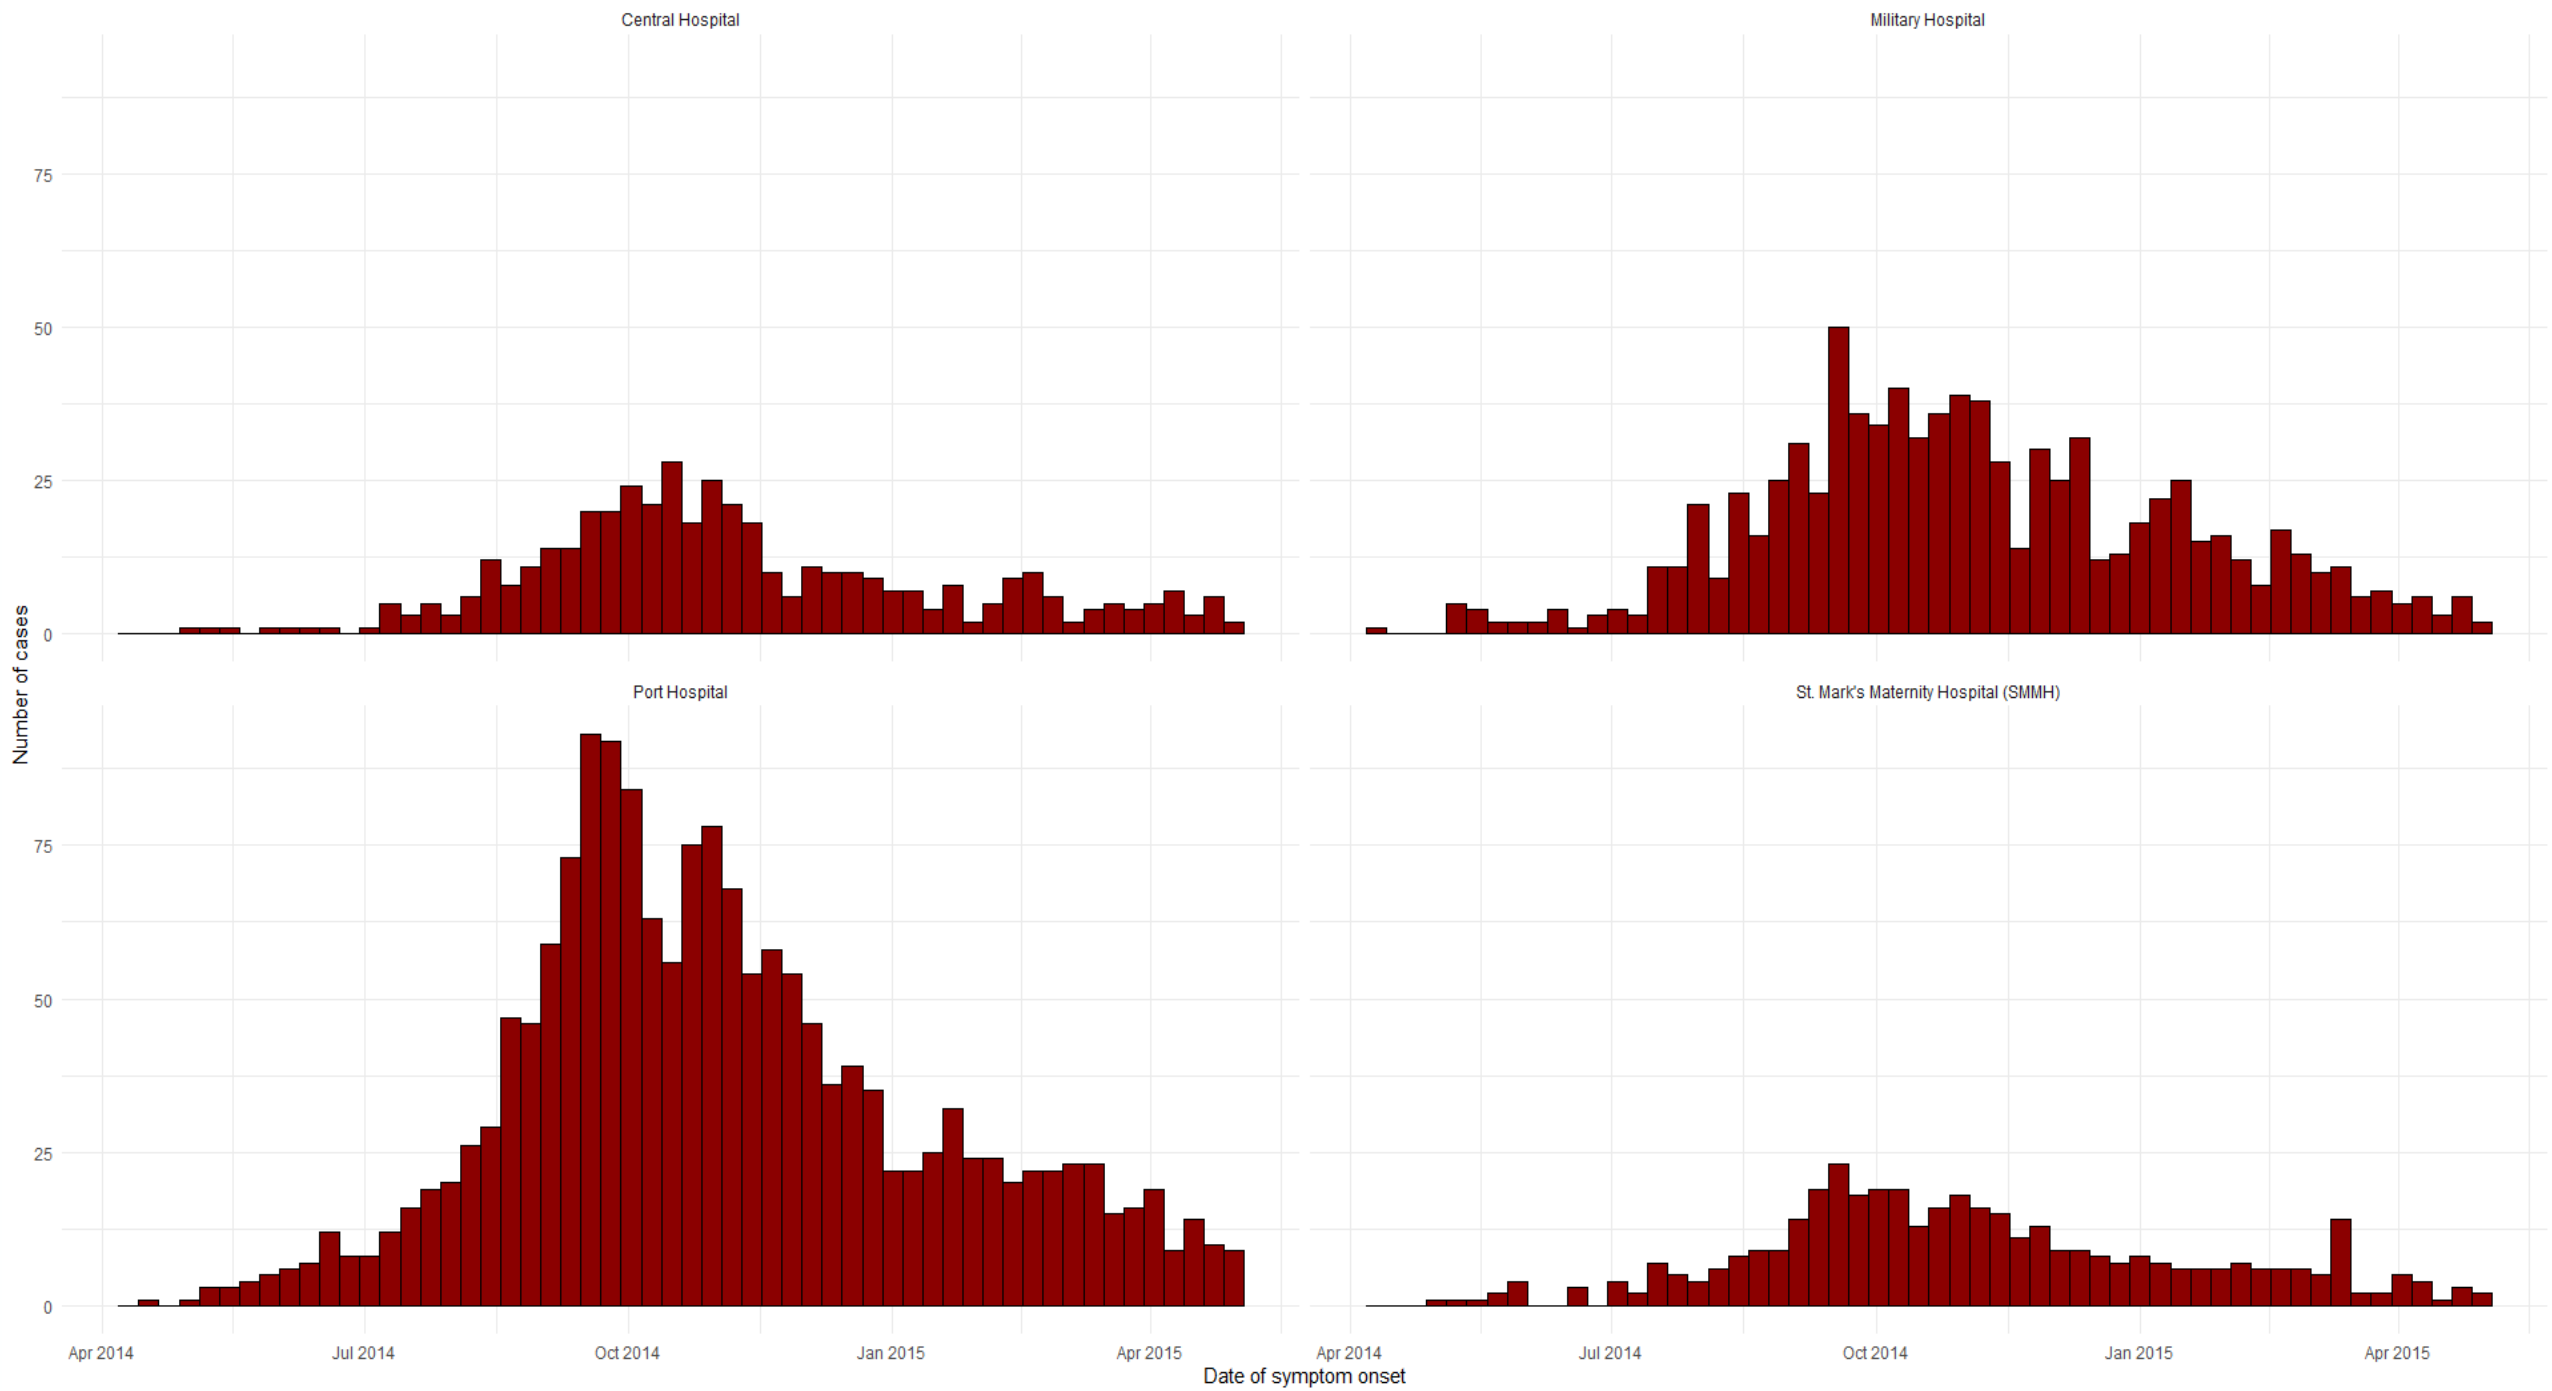 Central Hospital
Military Hospital
75
50
25
0
Port Hospital
St. Mark's Maternity Hospital (SMMH)
75
50
25
0
Number of cases
Apr 2014 Jul 2014 Oct 2014 Jan 2015 Apr 2015
Apr 2014 Jul 2014 Oct 2014 Jan 2015 Apr 2015
Date of symptom onset